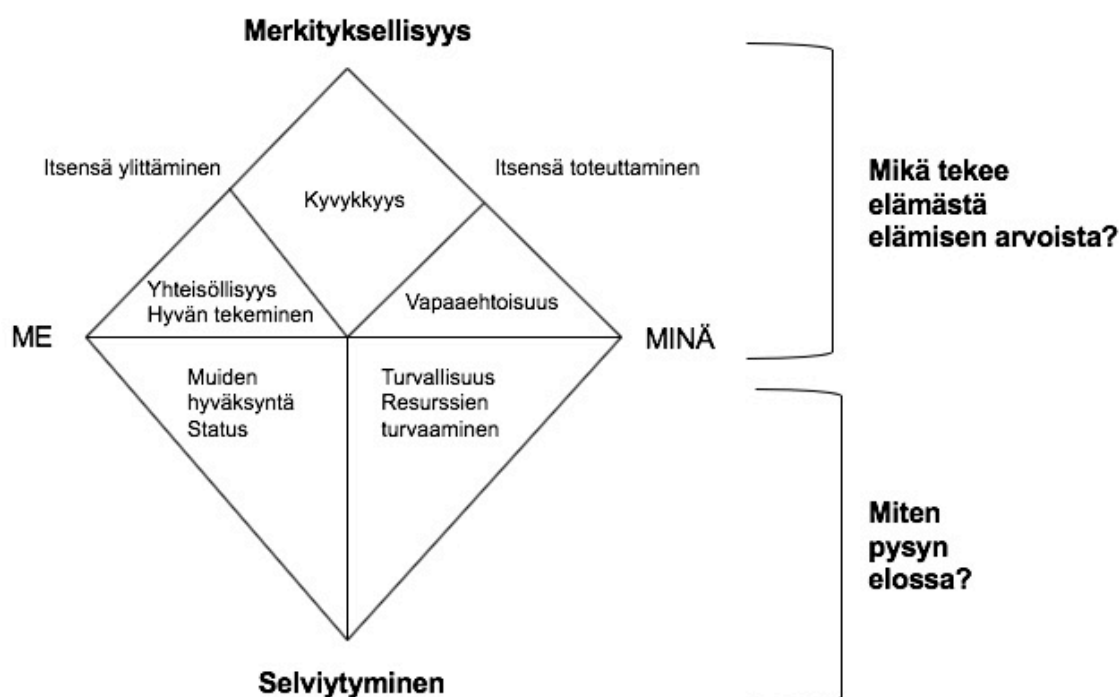 Merkityksellisyys
Itsensä ylittäminen
Itsensä toteuttaminen
Kyvykkyys
Mikä tekee
elämästä
elämisen arvoista?
Yhteisöllisyys
Hyvän tekeminen
Vapaaehtoisuus
ME
MINÄ
Muiden
hyväksyntä
Status
Turvallisuus
Resurssien
turvaaminen
Miten
pysyn
elossa?
Selviytyminen